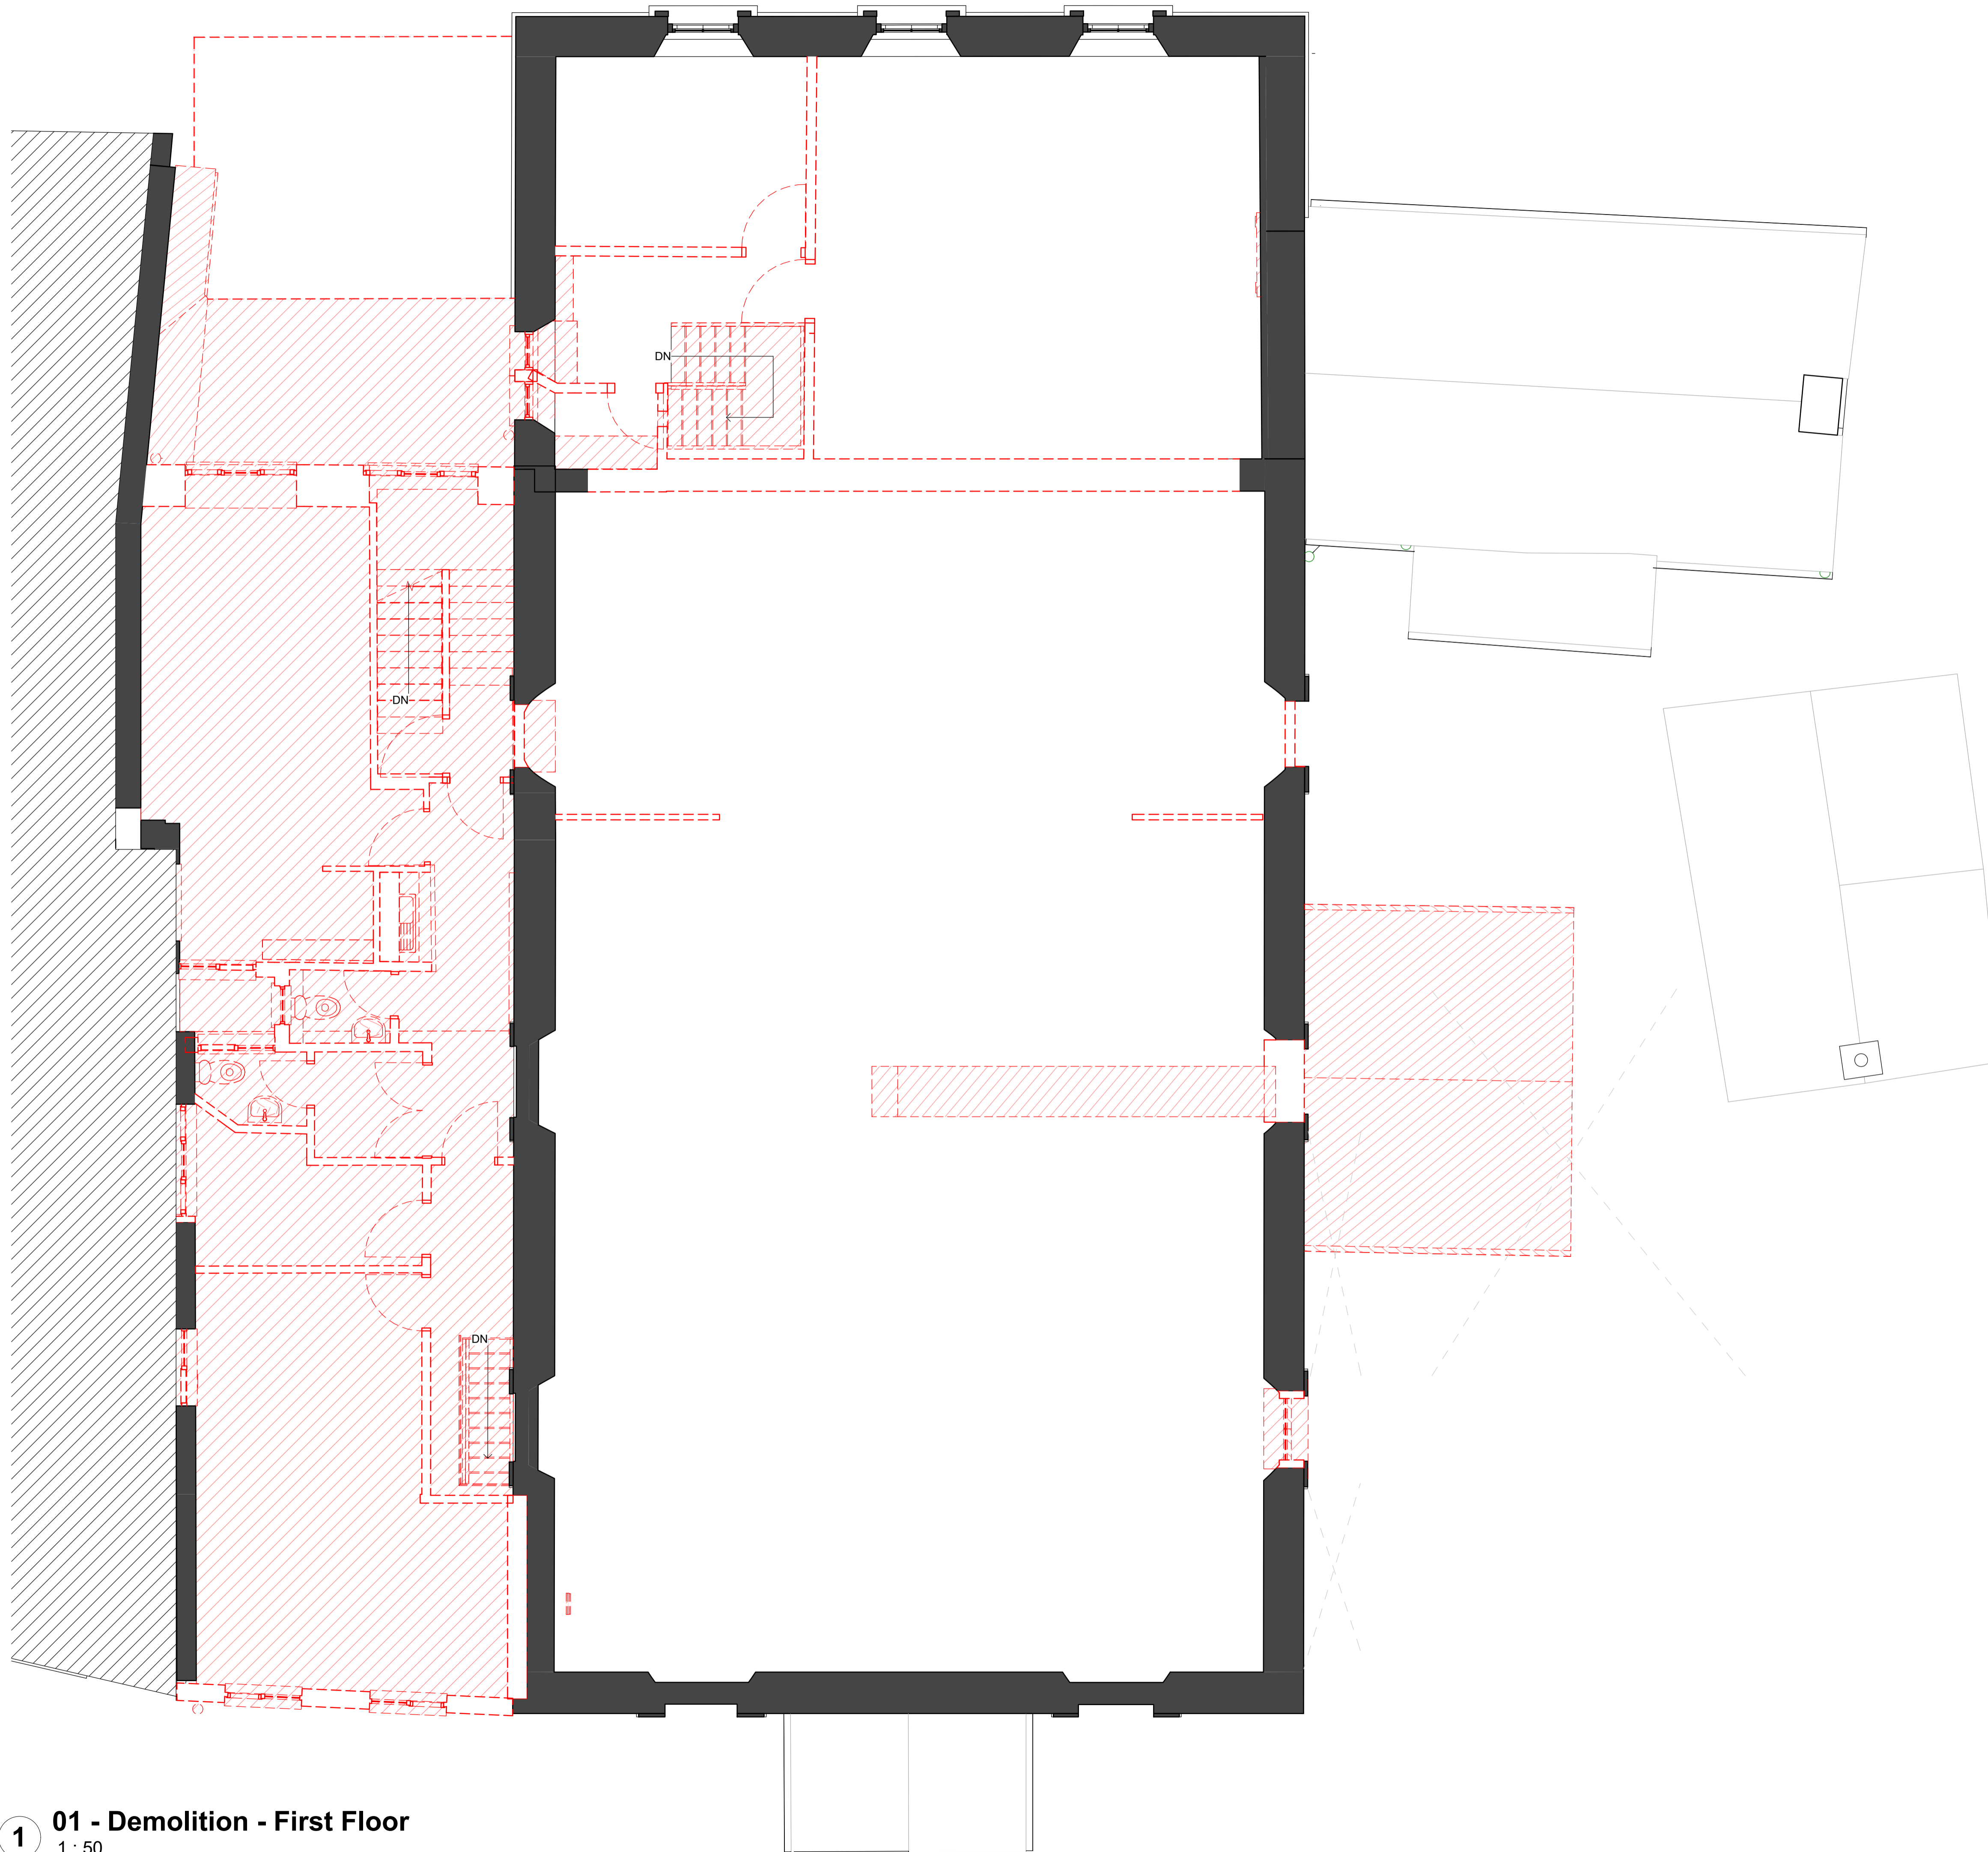 DN
DN
DN
1
01 - Demolition - First Floor
1 : 50